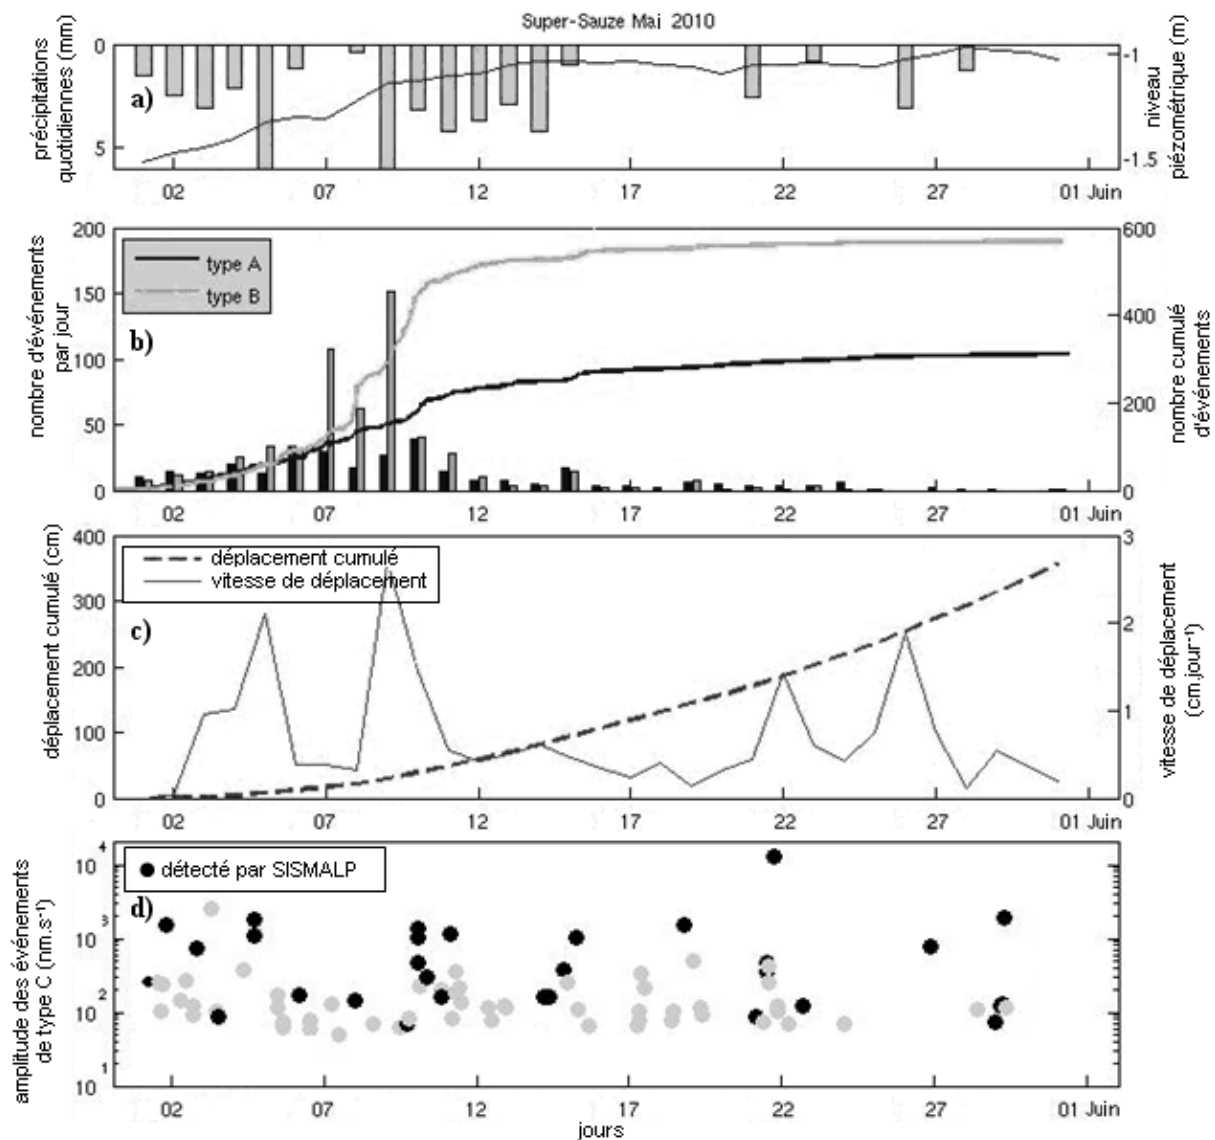 Super-Sauze Mai 2010
précipitations
quotidiennes (mm)
0
5
a)
-1
-1.5
niveau
piézométrique (m)
02 07 12 17 22 27 01 Juin
nombre d'événements
par jour
200
150
100
50
0
type A
type B
b)
600
400
200
0
nombre cumulé
d'événements
02 07 12 17 22 27 01 Juin
déplacement cumulé (cm)
400
300
200
100
0
déplacement cumulé
vitesse de déplacement
c)
3
2
1
0
vitesse de déplacement
(cm.jour⁻¹)
02 07 12 17 22 27 01 Juin
amplitude des événements
de type C (nm.s⁻¹)
10⁴
10³
10²
10¹
détecté par SISMALP
d)
02 07 12 17 22 27 01 Juin
jours